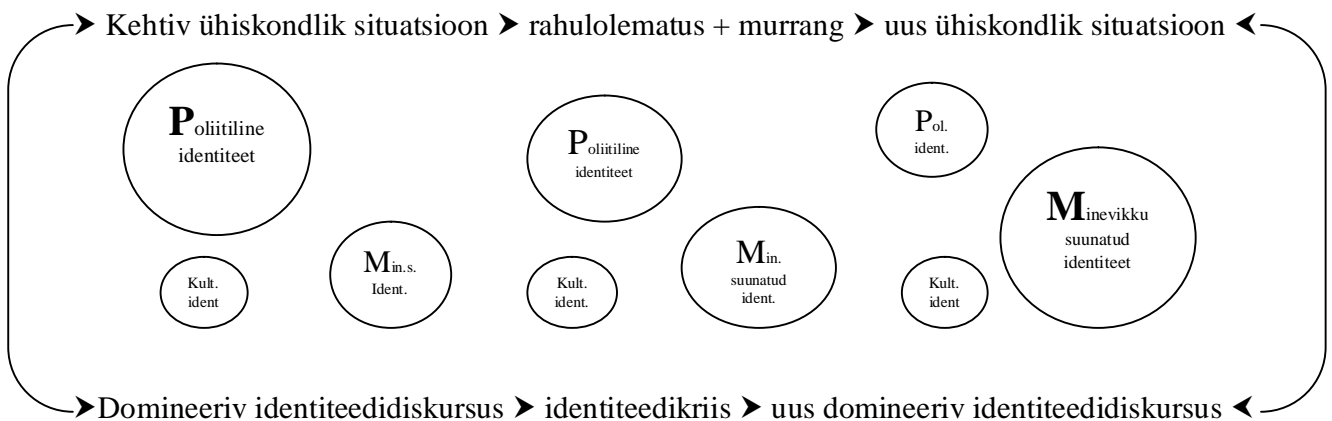 Kehtiv ühiskondlik situatsioon ➤ rahulolematus + murrang ➤ uus ühiskondlik situatsioon
Poliitiline
identiteet
Kult.
ident
Min.s.
Ident.
Poliitiline
identiteet
Kult.
ident.
Min.
suunatud
ident.
Pol.
ident.
Kult.
ident
Minevikku
suunatud
identiteet
Domineeriv identiteedidiskursus ➤ identiteedikriis ➤ uus domineeriv identiteedidiskursus